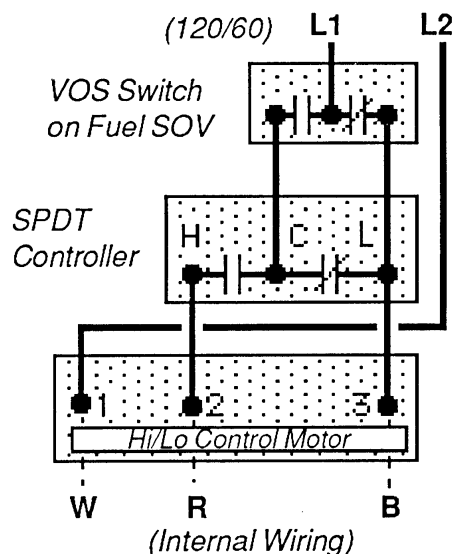 (120/60) L1 L2
VOS Switch
on Fuel SOV
SPDT
Controller
H C L
1 2 3
Hi/Lo Control Motor
W R B
(Internal Wiring)